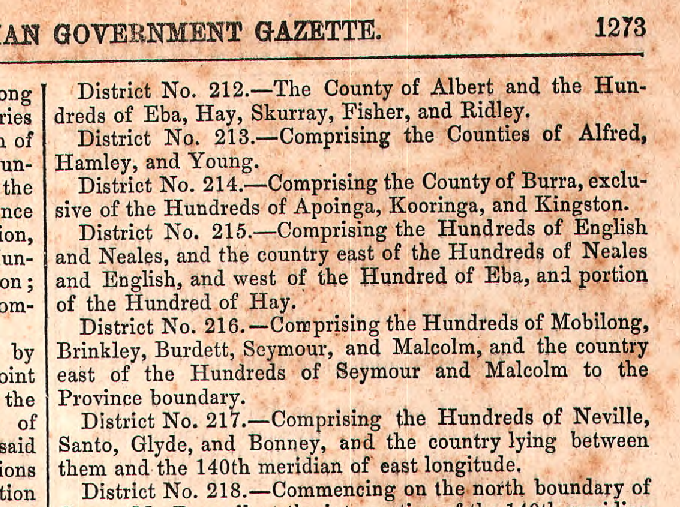 IAN GOVERNMENT GAZETTE. 1273
ong
ries
n of
un-
the
nce
ion,
un-
on;
om-
by
oint
the
of
said
ions
tion
District No. 212.—The County of Albert and the Hun-
dreds of Eba, Hay, Skurray, Fisher, and Ridley.
District No. 213.—Comprising the Counties of Alfred,
Hamley, and Young.
District No. 214.—Comprising the County of Burra, exclu-
sive of the Hundreds of Apoinga, Kooringa, and Kingston.
District No. 215.—Comprising the Hundreds of English
and Neales, and the country east of the Hundreds of Neales
and English, and west of the Hundred of Eba, and portion
of the Hundred of Hay.
District No. 216.—Comprising the Hundreds of Mobilong,
Brinkley, Burdett, Seymour, and Malcolm, and the country
east of the Hundreds of Seymour and Malcolm to the
Province boundary.
District No. 217.—Comprising the Hundreds of Neville,
Santo, Glyde, and Bonney, and the country lying between
them and the 140th meridian of east longitude.
District No. 218.—Commencing on the north boundary of